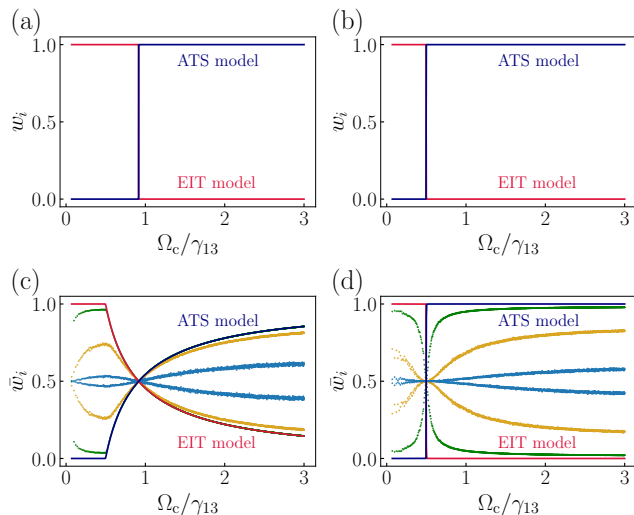 (a)
(b)
1.0
0.5
0.0
w_i
ATS model
EIT model
0
1
2
3
Ω_c/γ_13
1.0
0.5
0.0
w_i
ATS model
EIT model
0
1
2
3
Ω_c/γ_13
(c)
(d)
1.0
0.5
0.0
w̄_i
ATS model
EIT model
0
1
2
3
Ω_c/γ_13
1.0
0.5
0.0
w̄_i
ATS model
EIT model
0
1
2
3
Ω_c/γ_13